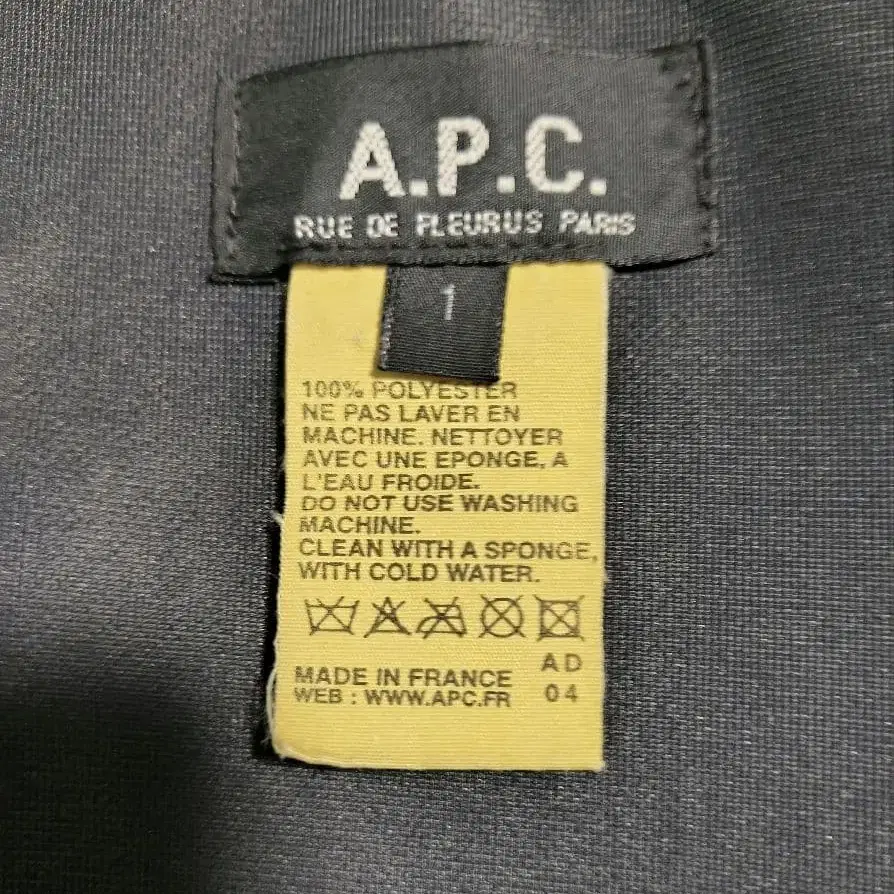 A.P.C.
RUE DE FLEURUS PARIS
1
100% POLYESTER
NE PAS LAVER EN
MACHINE. NETTOYER
AVEC UNE EPONGE, A
L'EAU FROIDE.
DO NOT USE WASHING
MACHINE.
CLEAN WITH A SPONGE,
WITH COLD WATER.
MADE IN FRANCE
WEB : WWW.APC.FR
AD
04